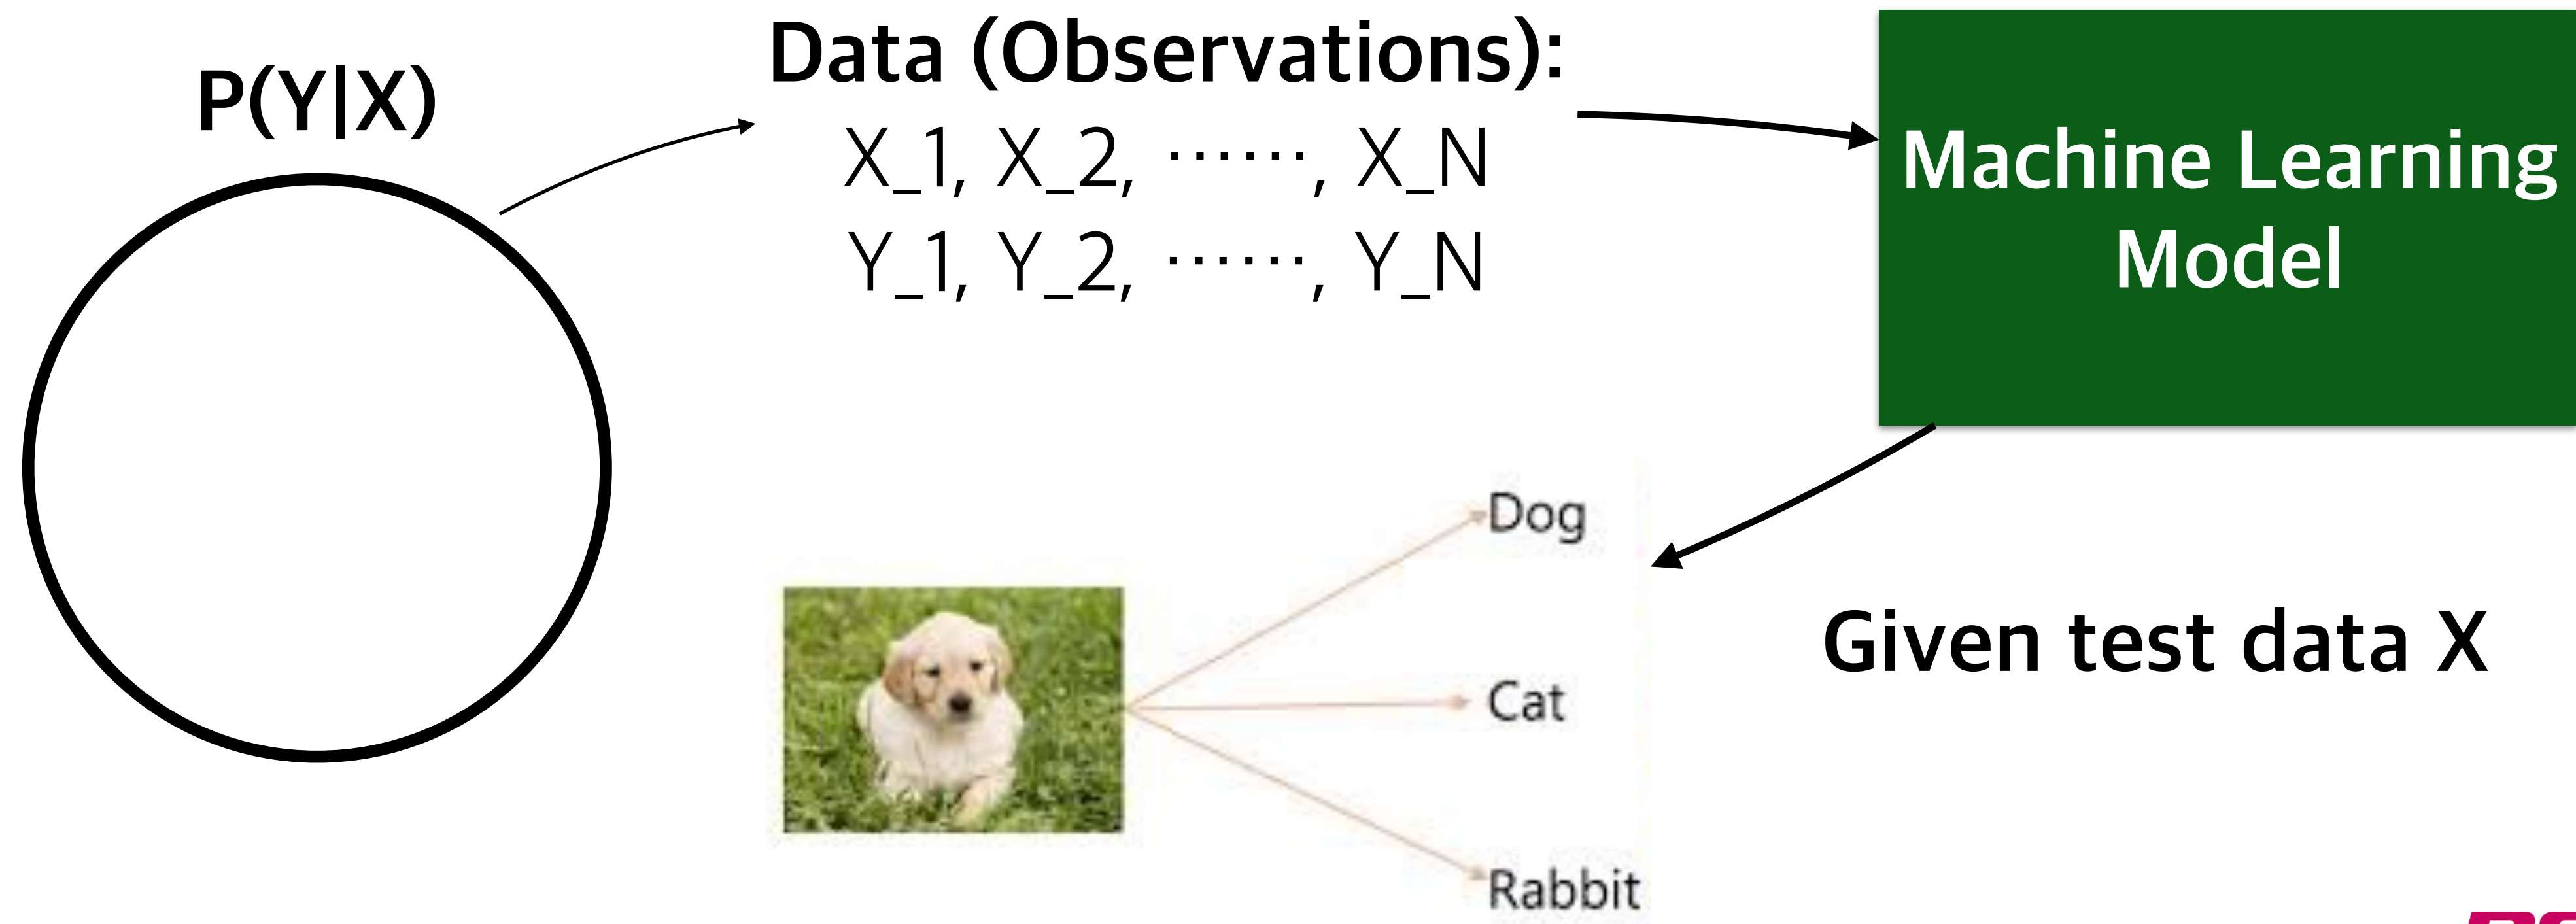 P(Y|X)
Data (Observations):
X_1, X_2, ⋯⋯, X_N
Y_1, Y_2, ⋯⋯, Y_N
Machine Learning
Model
Dog
Cat
Rabbit
Given test data X